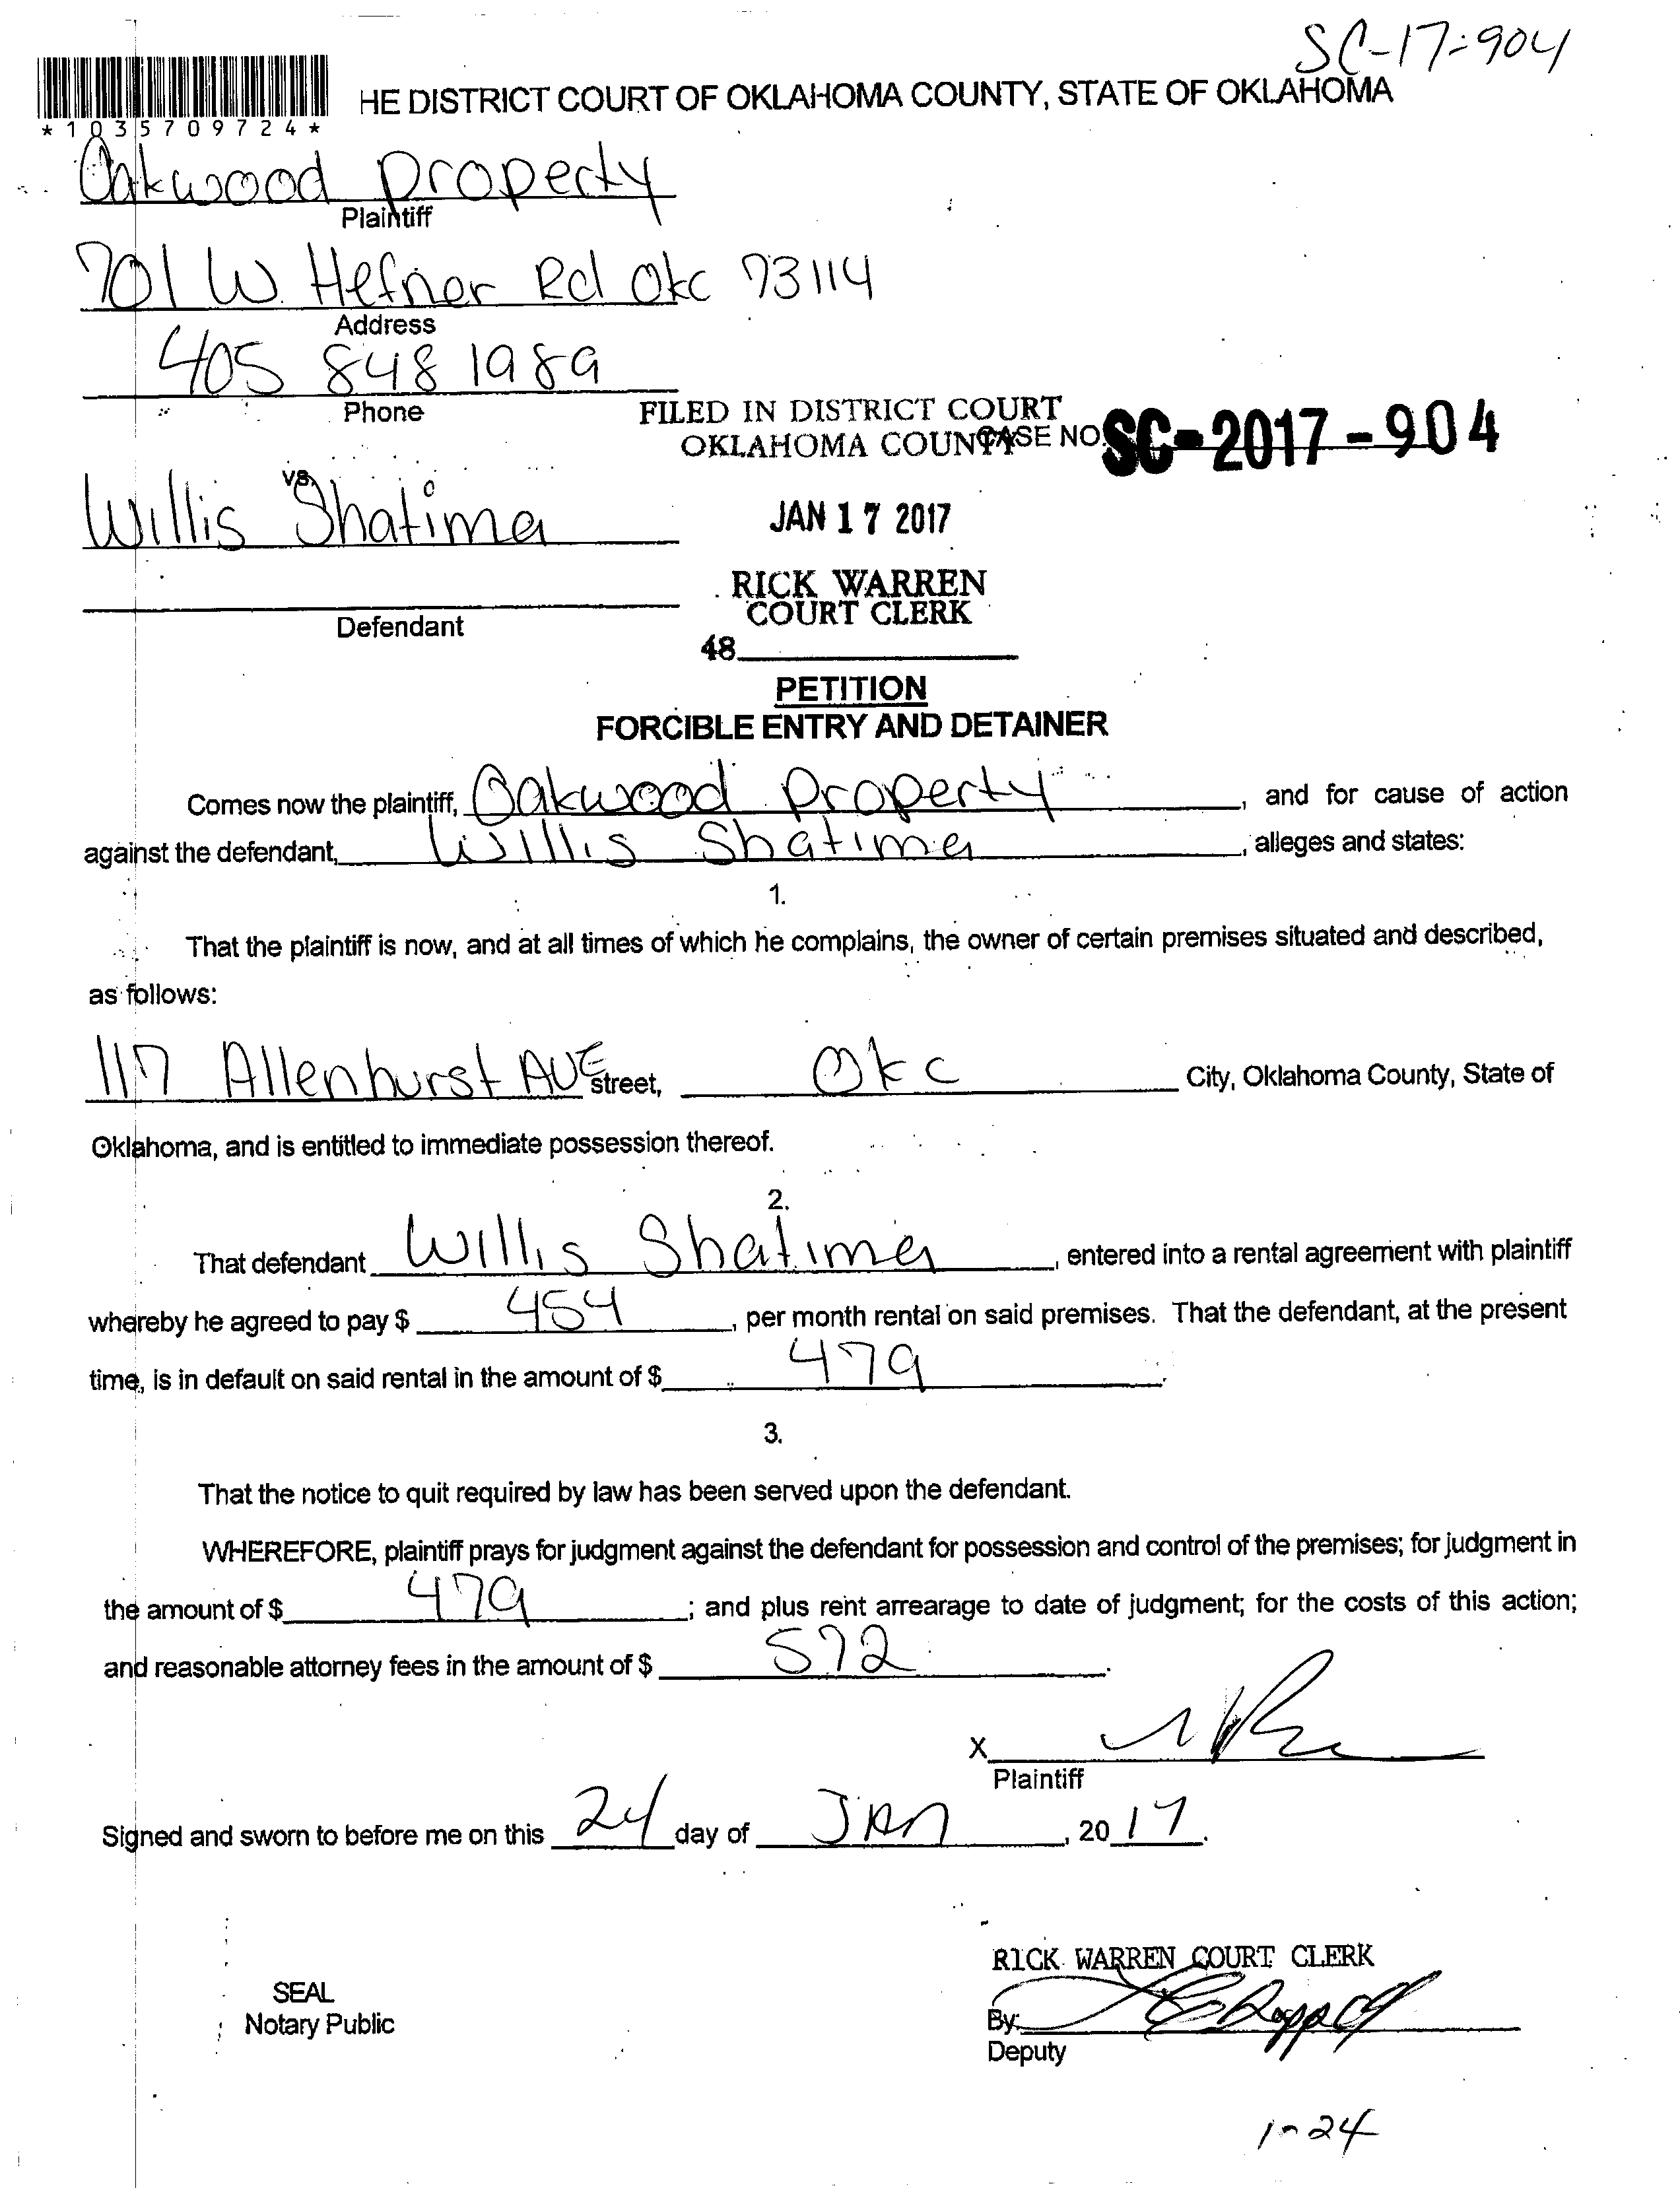 SC-17-904
HE DISTRICT COURT OF OKLAHOMA COUNTY, STATE OF OKLAHOMA
*1035709724*
Oakwood Property
Plaintiff
701 W. Hefner Rd Okc 73114
Address
405 848 1989
Phone
FILED IN DISTRICT COURT
OKLAHOMA COUNTY CASE NO. SC-2017-904
vs.
Willis Shatima
JAN 17 2017
RICK WARREN
COURT CLERK
Defendant
48
PETITION
FORCIBLE ENTRY AND DETAINER
Comes now the plaintiff, Oakwood Property, and for cause of action
against the defendant, Willis Shatima, alleges and states:
1.
That the plaintiff is now, and at all times of which he complains, the owner of certain premises situated and described,
as follows:
117 Allenhurst AVE street, Okc City, Oklahoma County, State of
Oklahoma, and is entitled to immediate possession thereof.
2.
That defendant Willis Shatima, entered into a rental agreement with plaintiff
whereby he agreed to pay $ 454, per month rental on said premises. That the defendant, at the present
time, is in default on said rental in the amount of $ 479.
3.
That the notice to quit required by law has been served upon the defendant.
WHEREFORE, plaintiff prays for judgment against the defendant for possession and control of the premises; for judgment in
the amount of $ 479; and plus rent arrearage to date of judgment; for the costs of this action;
and reasonable attorney fees in the amount of $ 572.
X
Plaintiff
Signed and sworn to before me on this 24 day of JAN, 2017.
RICK WARREN COURT CLERK
SEAL
Notary Public
By:
Deputy
1-24